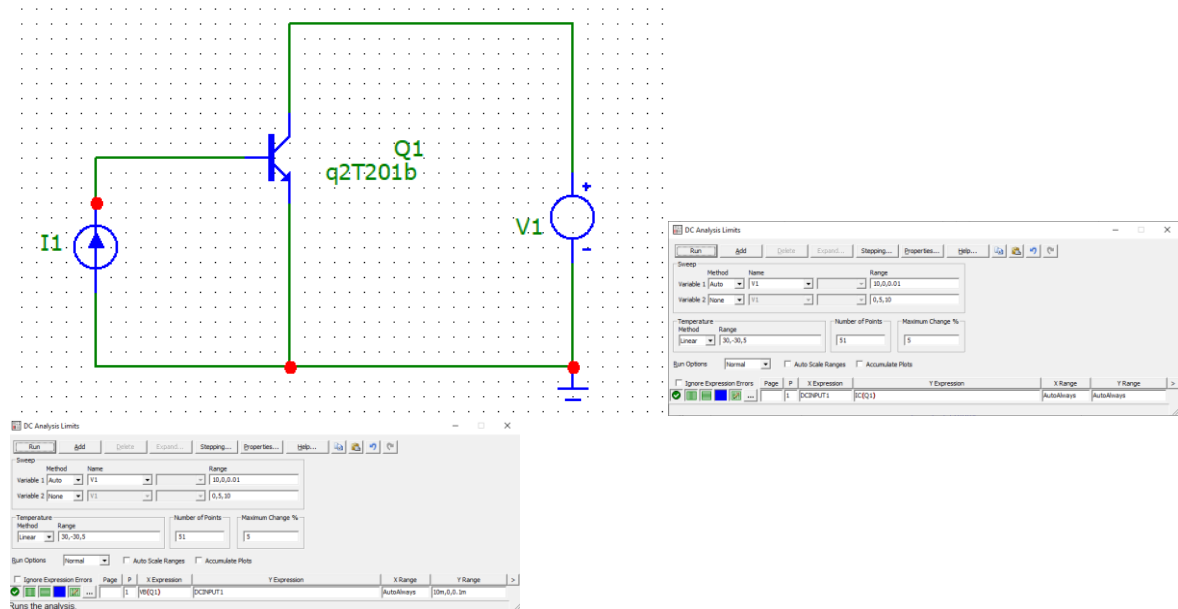 Q1
q2T201b
I1
V1
+
-
DC Analysis Limits
Run Add Delete Expand... Stepping... Properties... Help...
Sweep
Method Name Range
Variable 1 Auto V1 10,0,0.01
Variable 2 None V1 0,5,10
Temperature Number of Points Maximum Change %
Method Range
Linear 30,-30,5 51 5
Run Options Normal Auto Scale Ranges Accumulate Plots
Ignore Expression Errors Page P X Expression Y Expression X Range Y Range >
... 1 DCINPUT1 IC(Q1) AutoAlways AutoAlways
DC Analysis Limits
Run Add Delete Expand... Stepping... Properties... Help...
Sweep
Method Name Range
Variable 1 Auto V1 10,0,0.01
Variable 2 None V1 0,5,10
Temperature Number of Points Maximum Change %
Method Range
Linear 30,-30,5 51 5
Run Options Normal Auto Scale Ranges Accumulate Plots
Ignore Expression Errors Page P X Expression Y Expression X Range Y Range >
... 1 VB(Q1) DCINPUT1 AutoAlways 10m,0,0.1m
Runs the analysis.